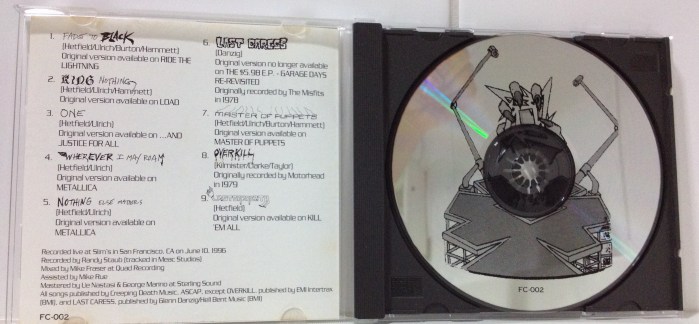 1. FADE TO BLACK
(Hetfield/Ulrich/Burton/Hammett)
Original version available on RIDE THE
LIGHTNING
2. KING NOTHING
(Hetfield/Ulrich/Hammett)
Original version available on LOAD
3. ONE
(Hetfield/Ulrich)
Original version available on ...AND
JUSTICE FOR ALL
4. WHEREVER I MAY ROAM
(Hetfield/Ulrich)
Original version available on
METALLICA
5. NOTHING ELSE MATTERS
(Hetfield/Ulrich)
Original version available on
METALLICA
6. LAST CARESS
(Danzig)
Original version no longer available
on THE $5.98 E.P. - GARAGE DAYS
RE-REVISITED
Originally recorded by The Misfits
in 1978
7. MASTER OF PUPPETS
(Hetfield/Ulrich/Burton/Hammett)
Original version available on
MASTER OF PUPPETS
8. OVERKILL
(Kilmister/Clarke/Taylor)
Originally recorded by Motorhead
in 1979
9.
(Hetfield)
Original version available on KILL
'EM ALL
Recorded live at Slim's in San Francisco, CA on June 10, 1996
Recorded by Randy Staub (tracked in Meac Studios)
Mixed by Mike Fraser at Quad Recording
Assisted by Mike Rue
Mastered by Ue Nastasi & George Marino at Sterling Sound
All songs published by Creeping Death Music, ASCAP, except OVERKILL, published by EMI Intertrax
(BMI), and LAST CARESS, published by Glenn Danzig/Hell Bent Music (BMI)
FC-002
FC-002